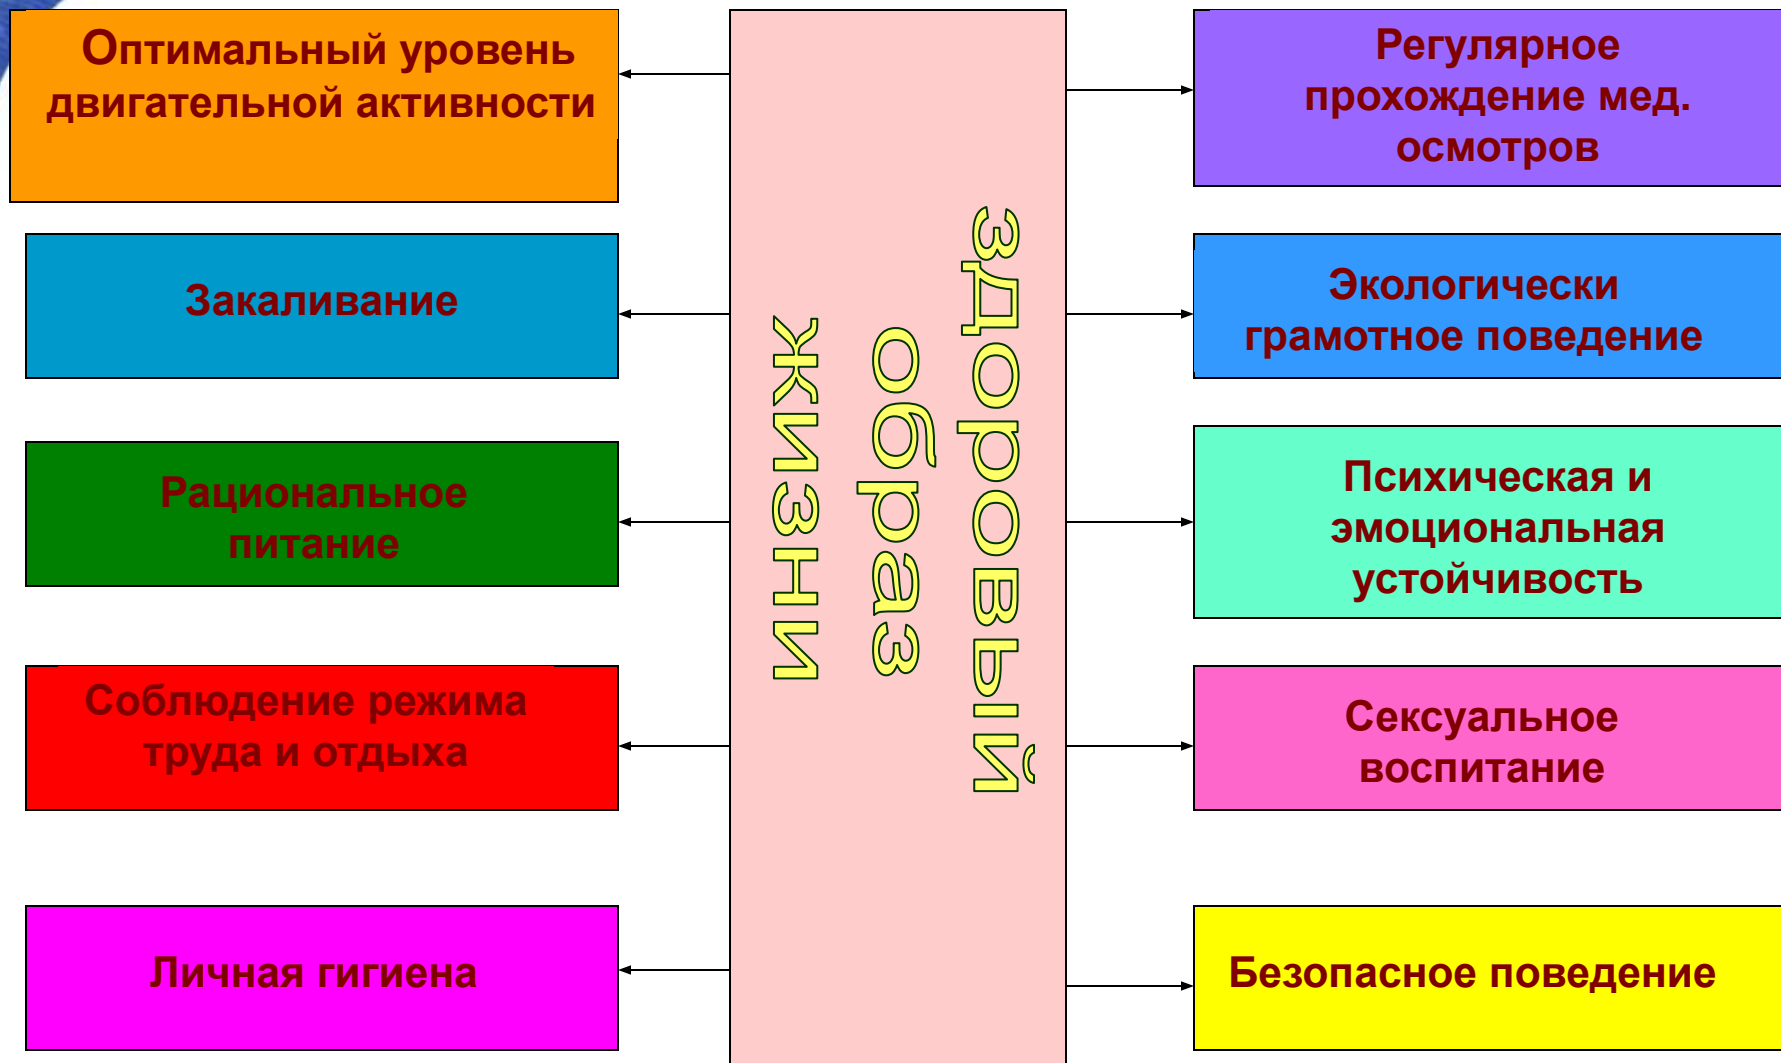 Оптимальный уровень
двигательной активности
Закаливание
Рациональное
питание
Соблюдение режима
труда и отдыха
Личная гигиена
здоровый
образ
жизни
Регулярное
прохождение мед.
осмотров
Экологически
грамотное поведение
Психическая и
эмоциональная
устойчивость
Сексуальное
воспитание
Безопасное поведение